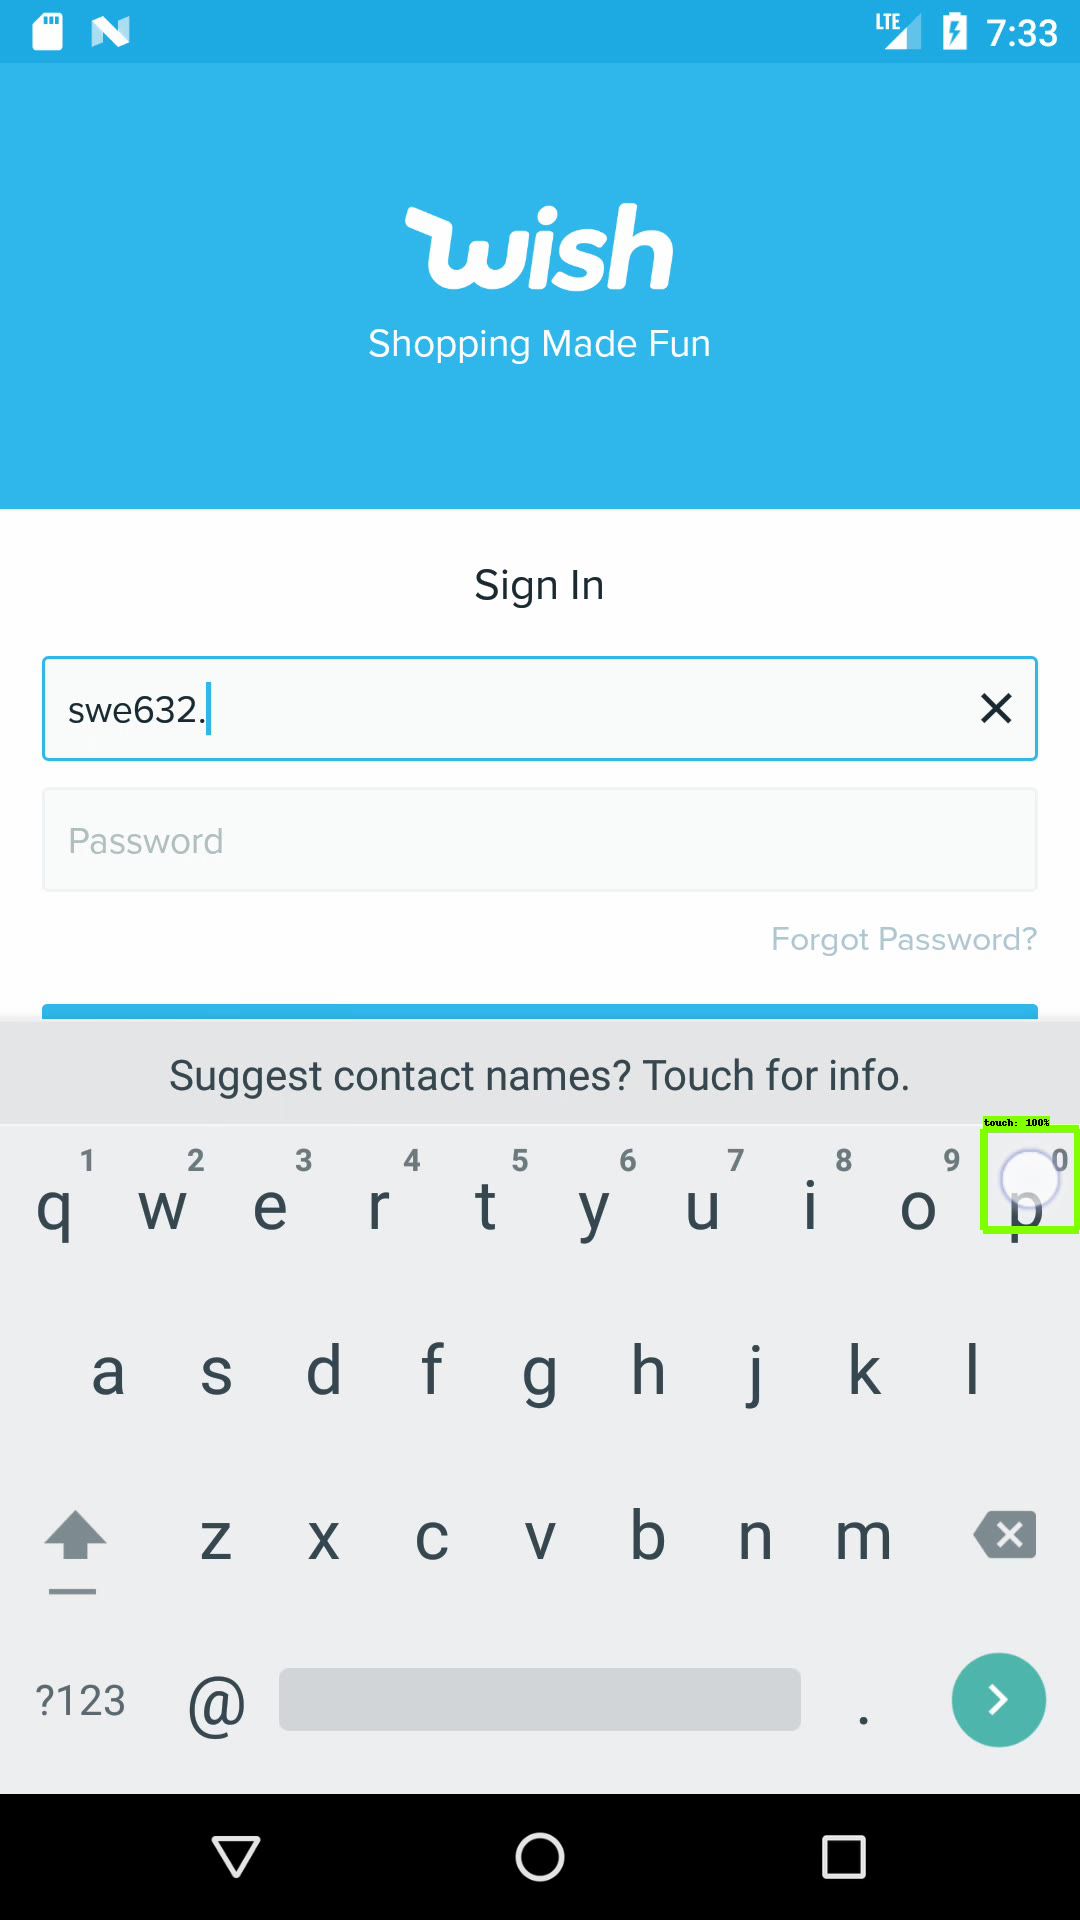 LTE 7:33
wish
Shopping Made Fun
Sign In
swe632.
Password
Forgot Password?
Suggest contact names? Touch for info.
touch: 100%
1 2 3 4 5 6 7 8 9 0
q w e r t y u i o p
a s d f g h j k l
z x c v b n m
?123 @ .